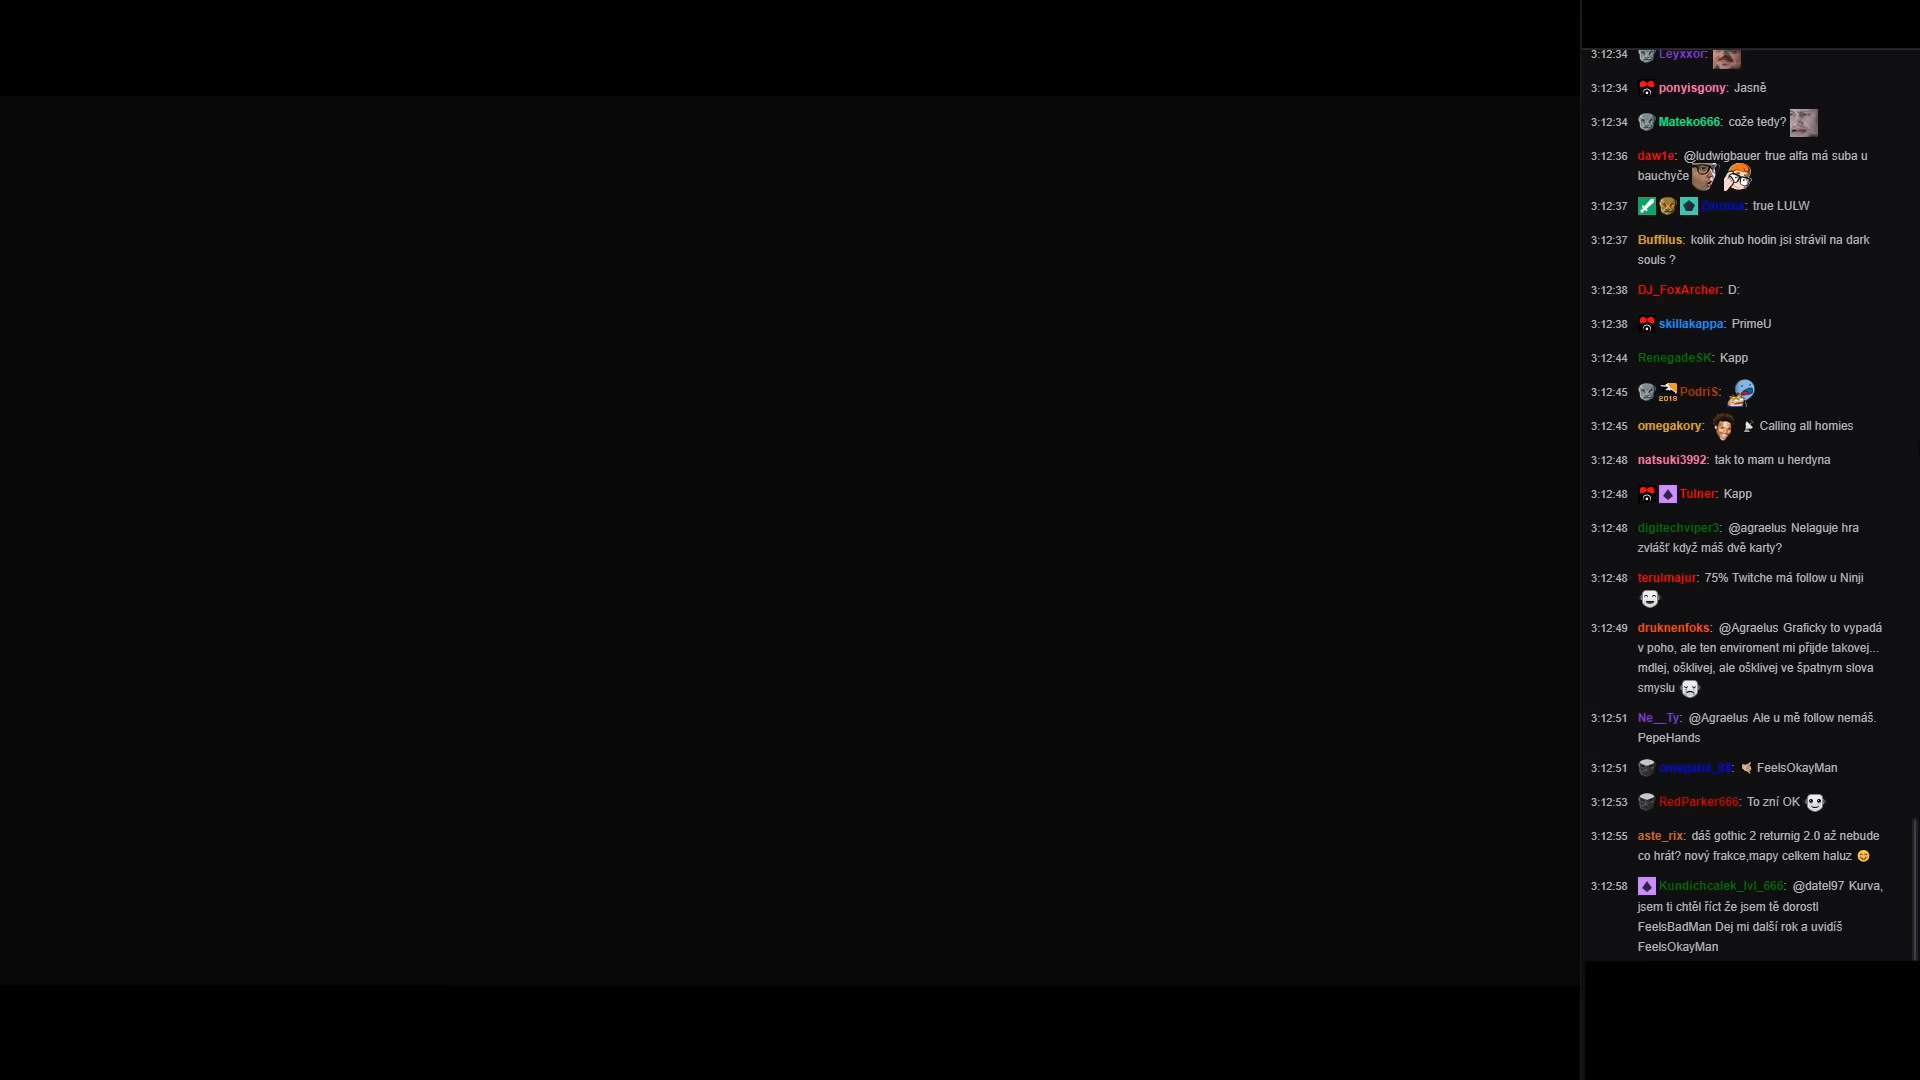 3:12:34 Leyxxor:
3:12:34 ponyisgony: Jasně
3:12:34 Mateko666: cože tedy?
3:12:36 daw1e: @ludwigbauer true alfa má suba u
bauchyče
3:12:37 : true LULW
3:12:37 Buffilus: kolik zhub hodin jsi strávil na dark
souls ?
3:12:38 DJ_FoxArcher: D:
3:12:38 skillakappa: PrimeU
3:12:44 RenegadeSK: Kapp
3:12:45 2018 PodriS:
3:12:45 omegakory: Calling all homies
3:12:48 natsuki3992: tak to mam u herdyna
3:12:48 Tulner: Kapp
3:12:48 digitechviper3: @agraelus Nelaguje hra
zvlášť když máš dvě karty?
3:12:48 terulmajur: 75% Twitche má follow u Ninji
3:12:49 druknenfoks: @Agraelus Graficky to vypadá
v poho, ale ten enviroment mi přijde takovej...
mdlej, ošklivej, ale ošklivej ve špatnym slova
smyslu
3:12:51 Ne__Ty: @Agraelus Ale u mě follow nemáš.
PepeHands
3:12:51 : 🤙 FeelsOkayMan
3:12:53 RedParker666: To zní OK
3:12:55 aste_rix: dáš gothic 2 returnig 2.0 až nebude
co hrát? nový frakce,mapy celkem haluz 😊
3:12:58 Kundichcalek_lvl_666: @datel97 Kurva,
jsem ti chtěl říct že jsem tě dorostl
FeelsBadMan Dej mi další rok a uvidíš
FeelsOkayMan